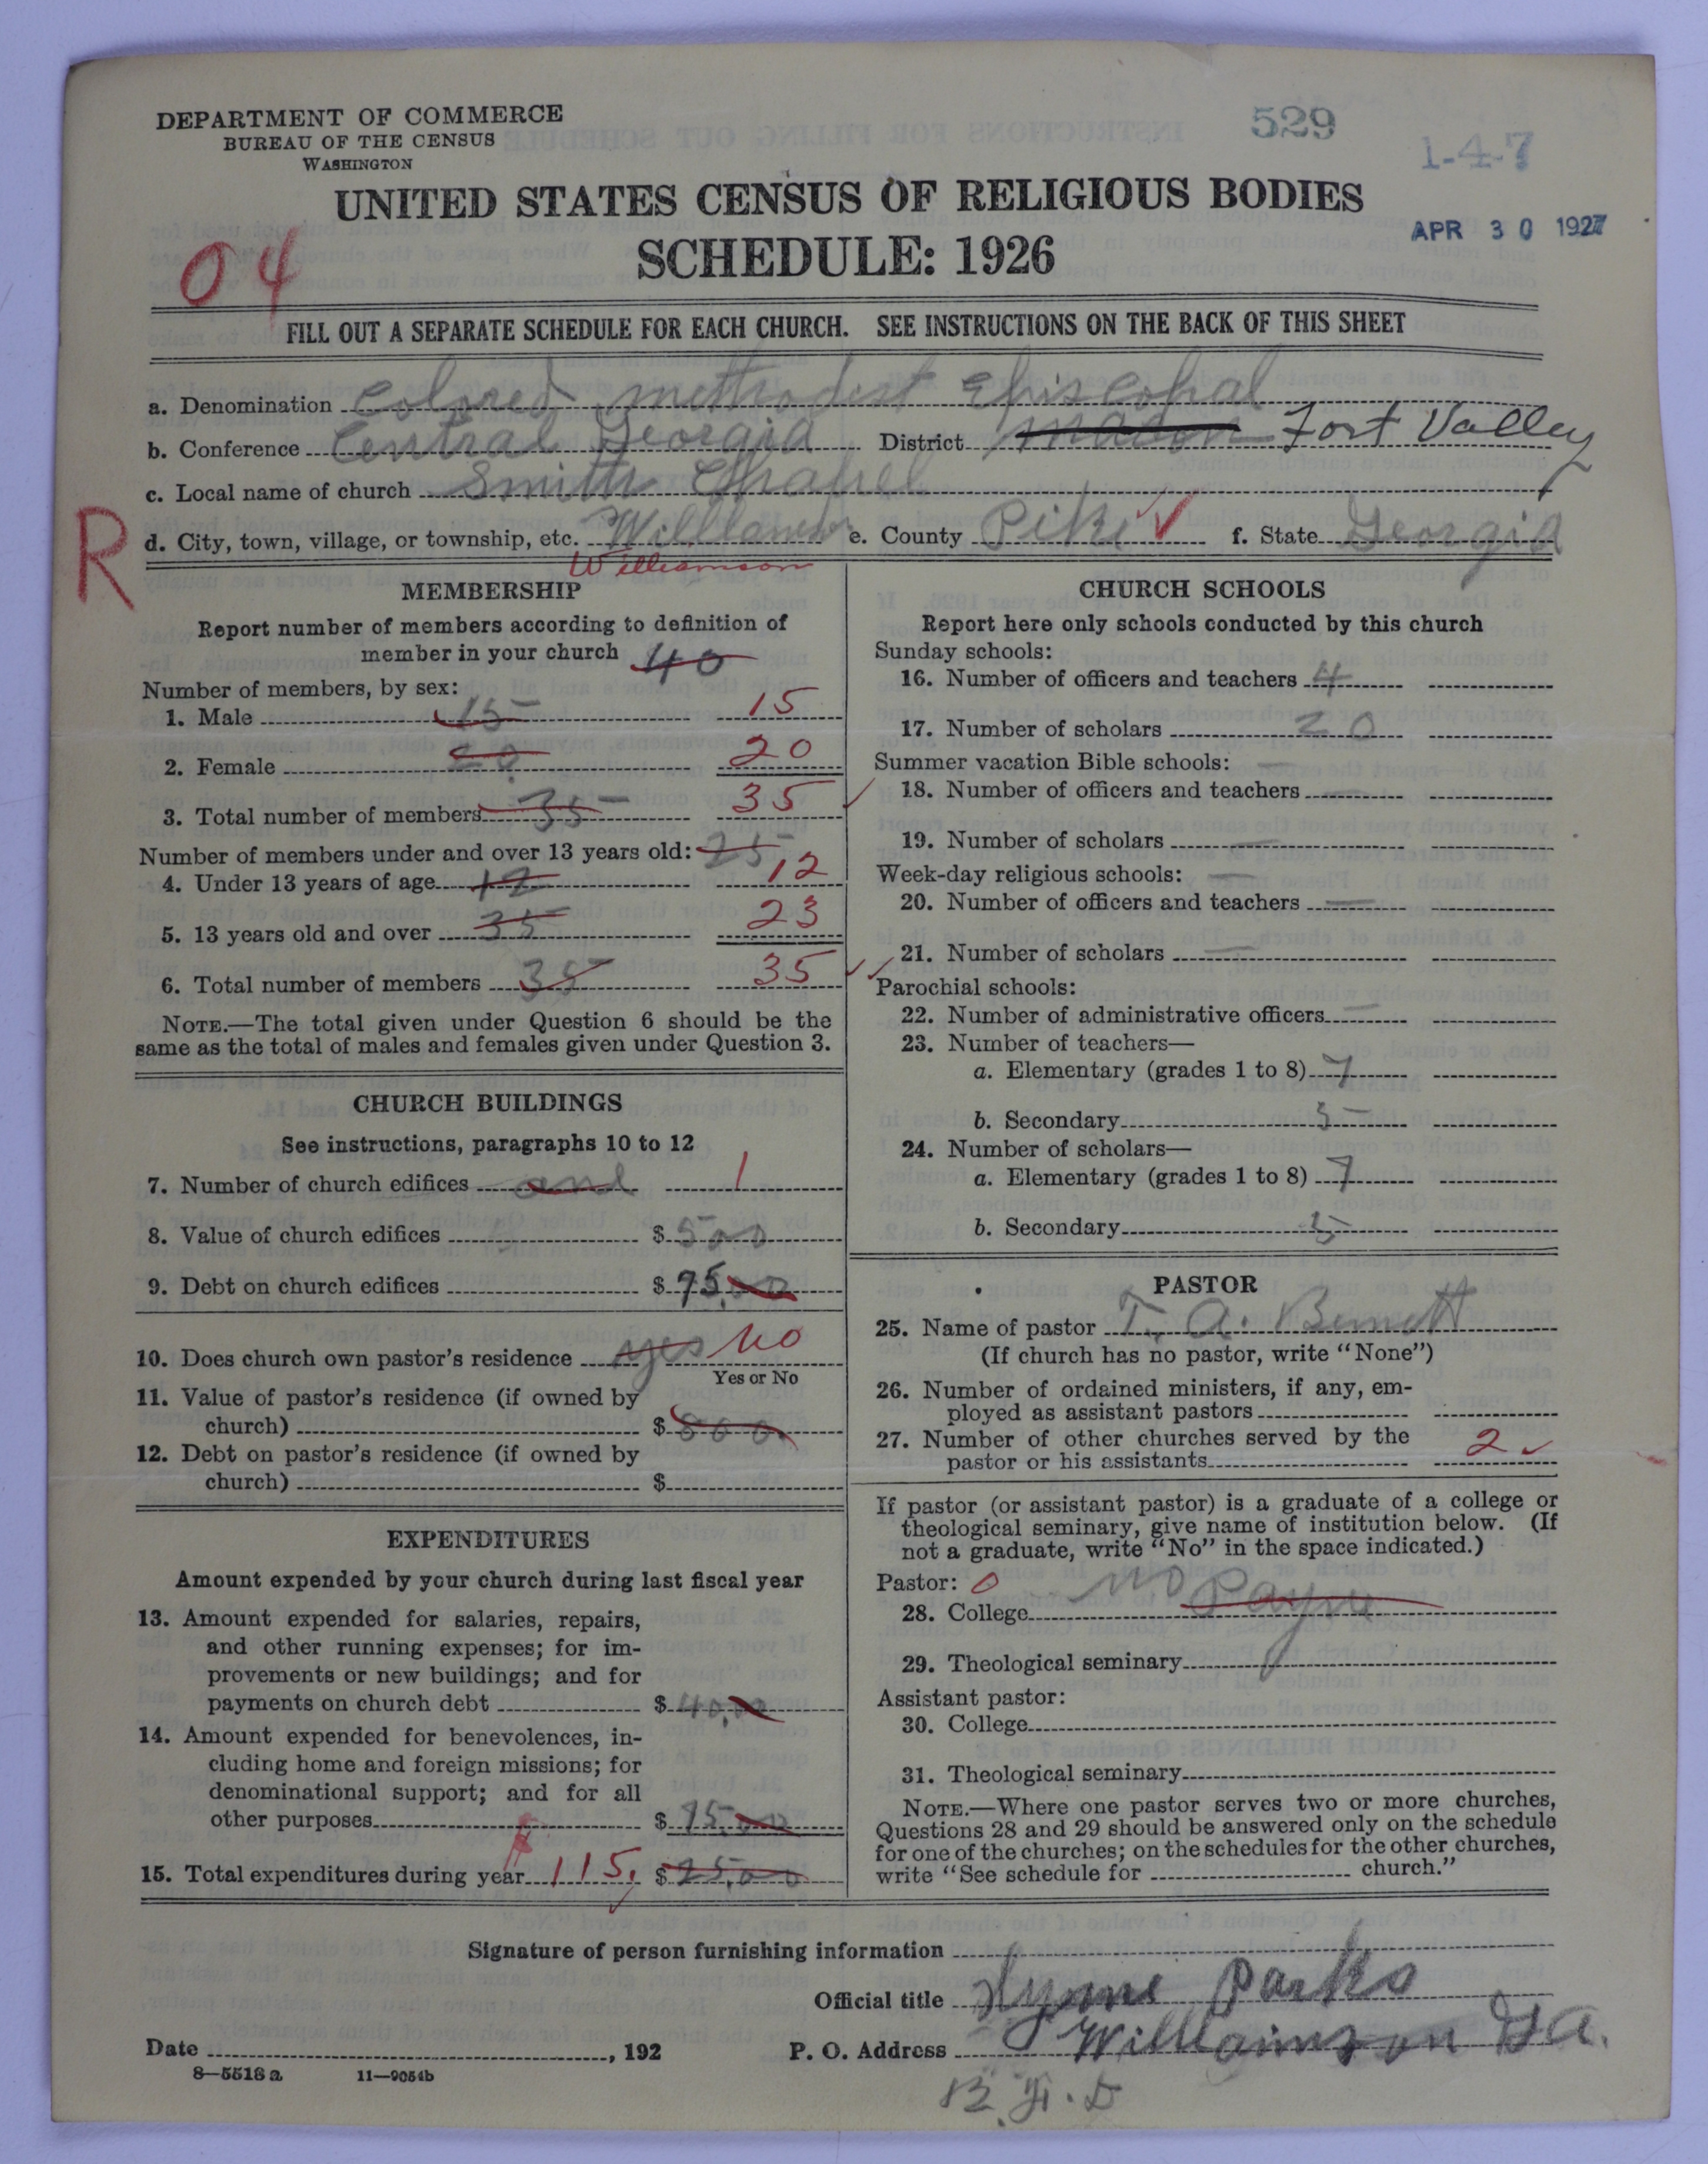 DEPARTMENT OF COMMERCE
BUREAU OF THE CENSUS
WASHINGTON
529
1-4-7
UNITED STATES CENSUS OF RELIGIOUS BODIES
SCHEDULE: 1926
APR 30 1927
04
FILL OUT A SEPARATE SCHEDULE FOR EACH CHURCH. SEE INSTRUCTIONS ON THE BACK OF THIS SHEET
a. Denomination Colored methodist Episcopal
b. Conference Central Georgia District Macon Fort Valley
c. Local name of church Smith Chapel
R
d. City, town, village, or township, etc. e. County Pike f. State Georgia
Williamson
MEMBERSHIP
Report number of members according to definition of
member in your church 40
Number of members, by sex:
1. Male 15 15
2. Female 20 20
3. Total number of members 35 35
Number of members under and over 13 years old: 25
4. Under 13 years of age 12 12
5. 13 years old and over 35 23
6. Total number of members 35 35
NOTE.—The total given under Question 6 should be the
same as the total of males and females given under Question 3.
CHURCH BUILDINGS
See instructions, paragraphs 10 to 12
7. Number of church edifices and 1
8. Value of church edifices $ 500
9. Debt on church edifices $ 75.00
10. Does church own pastor's residence yes No
Yes or No
11. Value of pastor's residence (if owned by
church) $ 800
12. Debt on pastor's residence (if owned by
church) $
EXPENDITURES
Amount expended by your church during last fiscal year
13. Amount expended for salaries, repairs,
and other running expenses; for im-
provements or new buildings; and for
payments on church debt $ 40.00
14. Amount expended for benevolences, in-
cluding home and foreign missions; for
denominational support; and for all
other purposes $ 75.00
15. Total expenditures during year $ 115. $ 25.00
CHURCH SCHOOLS
Report here only schools conducted by this church
Sunday schools:
16. Number of officers and teachers 4
17. Number of scholars 20
Summer vacation Bible schools: —
18. Number of officers and teachers —
19. Number of scholars —
Week-day religious schools: —
20. Number of officers and teachers —
21. Number of scholars —
Parochial schools:
22. Number of administrative officers —
23. Number of teachers—
a. Elementary (grades 1 to 8) 7
b. Secondary 5
24. Number of scholars—
a. Elementary (grades 1 to 8) 7
b. Secondary 5
PASTOR
25. Name of pastor T. A. Bennett
(If church has no pastor, write "None")
26. Number of ordained ministers, if any, em-
ployed as assistant pastors
27. Number of other churches served by the
pastor or his assistants 2
If pastor (or assistant pastor) is a graduate of a college or
theological seminary, give name of institution below. (If
not a graduate, write "No" in the space indicated.)
Pastor: 0
28. College no Payne
29. Theological seminary
Assistant pastor:
30. College
31. Theological seminary
NOTE.—Where one pastor serves two or more churches,
Questions 28 and 29 should be answered only on the schedule
for one of the churches; on the schedules for the other churches,
write "See schedule for church."
Signature of person furnishing information
Official title Parks
Date , 192 P. O. Address Williamson Ga.
8—5518 a 11—9054b